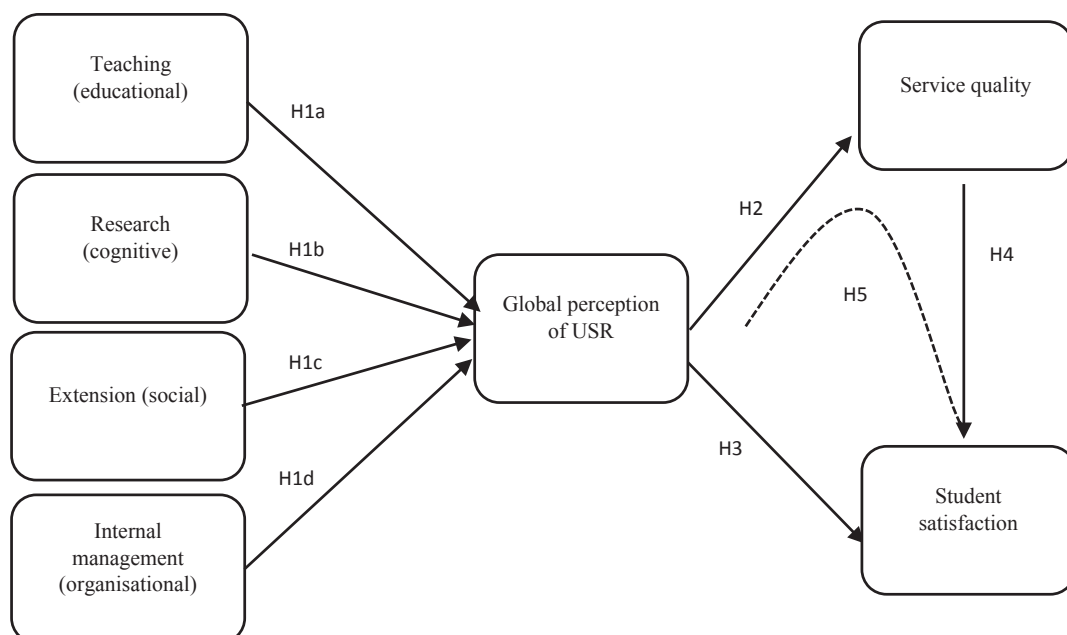 Teaching
(educational)
H1a
Research
(cognitive)
H1b
Extension (social)
H1c
Internal
management
(organisational)
H1d
Global perception
of USR
H2
H3
Service quality
H4
H5
Student
satisfaction